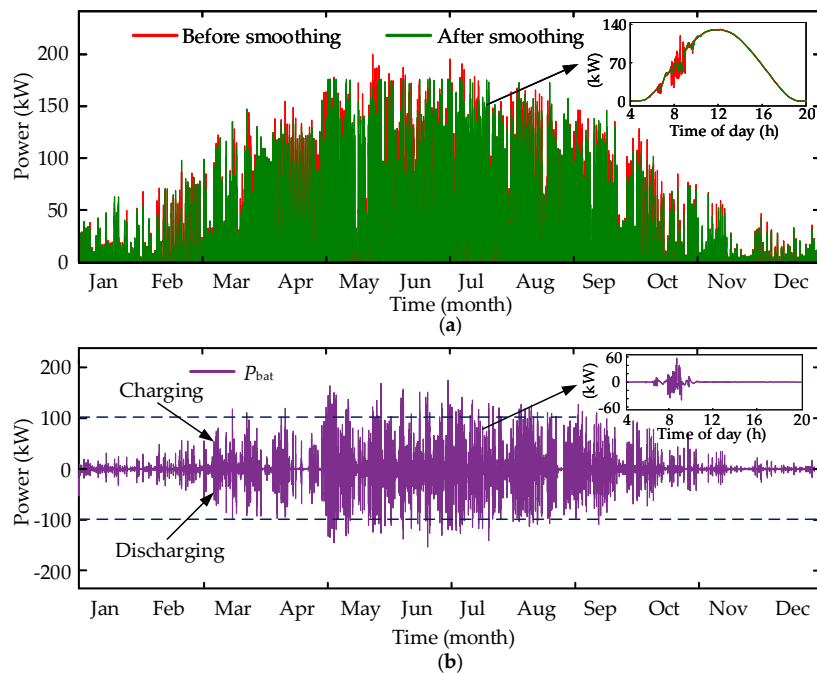 (a)
Before smoothing
After smoothing
Power (kW)
200
150
100
50
0
Jan Feb Mar Apr May Jun Jul Aug Sep Oct Nov Dec
Time (month)
(kW)
140
70
0
4 8 12 16 20
Time of day (h)
(a)
P_bat
Charging
Discharging
Power (kW)
200
100
0
-100
-200
Jan Feb Mar Apr May Jun Jul Aug Sep Oct Nov Dec
Time (month)
(kW)
60
0
-60
4 8 12 16 20
Time of day (h)
(b)